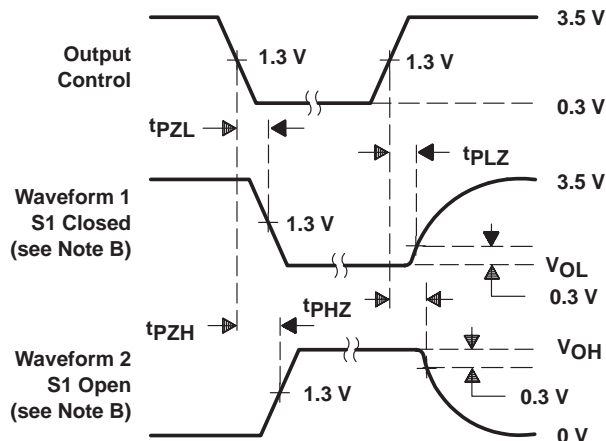 Output
Control
1.3 V
1.3 V
3.5 V
0.3 V
tPZL
tPLZ
Waveform 1
S1 Closed
(see Note B)
1.3 V
3.5 V
VOL
0.3 V
tPZH
tPHZ
Waveform 2
S1 Open
(see Note B)
1.3 V
VOH
0.3 V
0 V